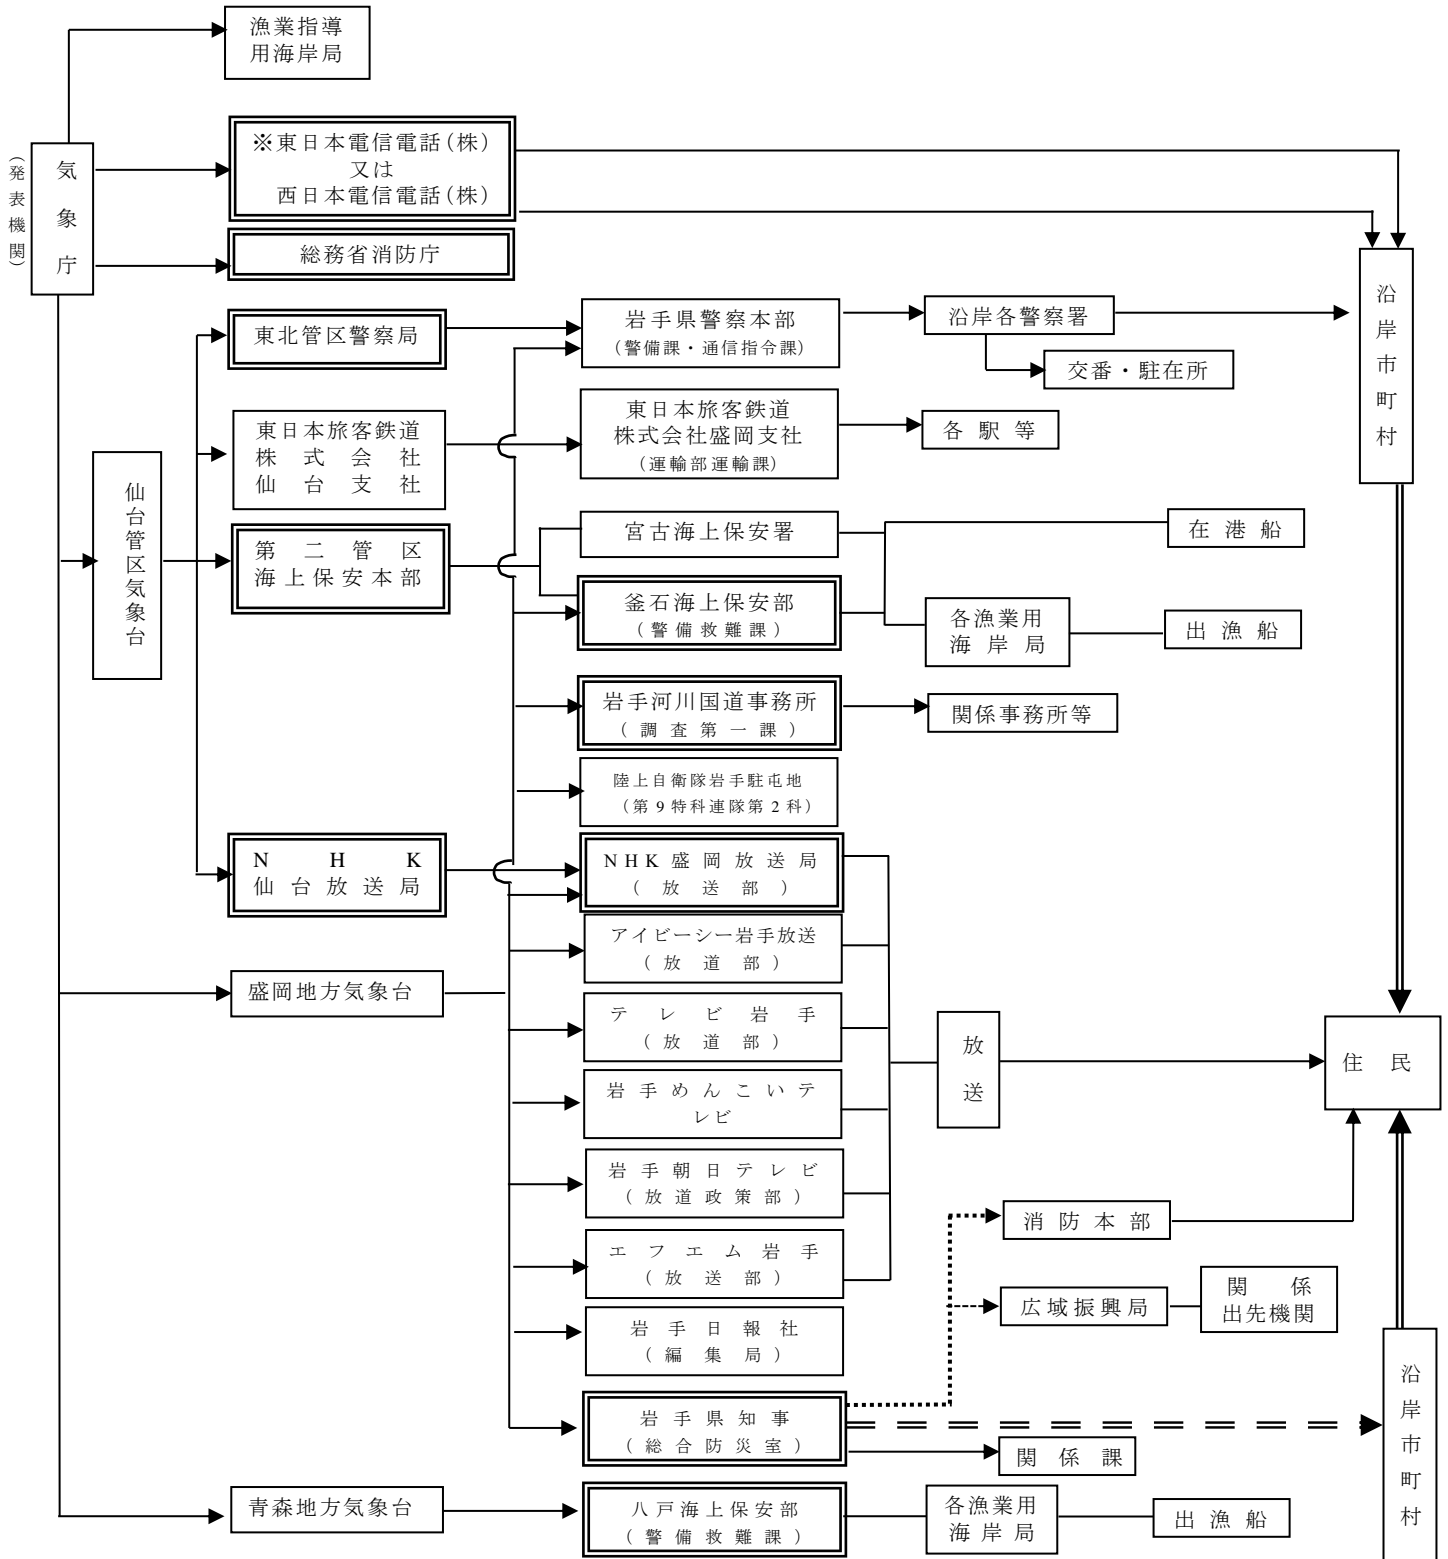 漁業指導
用海岸局
(発表機関)
気象庁
※東日本電信電話(株)
又は
西日本電信電話(株)
総務省消防庁
東北管区警察局
岩手県警察本部
(警備課・通信指令課)
沿岸各警察署
交番・駐在所
沿岸市町村
東日本旅客鉄道
株式会社
仙台支社
東日本旅客鉄道
株式会社盛岡支社
(運輸部運輸課)
各駅等
仙台管区気象台
第二管区
海上保安本部
宮古海上保安署
在港船
釜石海上保安部
(警備救難課)
各漁業用
海岸局
出漁船
岩手河川国道事務所
(調査第一課)
関係事務所等
陸上自衛隊岩手駐屯地
(第9特科連隊第2科)
NHK
仙台放送局
NHK盛岡放送局
(放送部)
アイビーシー岩手放送
(放道部)
盛岡地方気象台
テレビ岩手
(放道部)
放送
住民
岩手めんこいテ
レビ
岩手朝日テレビ
(放道政策部)
消防本部
エフエム岩手
(放送部)
広域振興局
関係
出先機関
岩手日報社
(編集局)
岩手県知事
(総合防災室)
関係課
沿岸市町村
青森地方気象台
八戸海上保安部
(警備救難課)
各漁業用
海岸局
出漁船